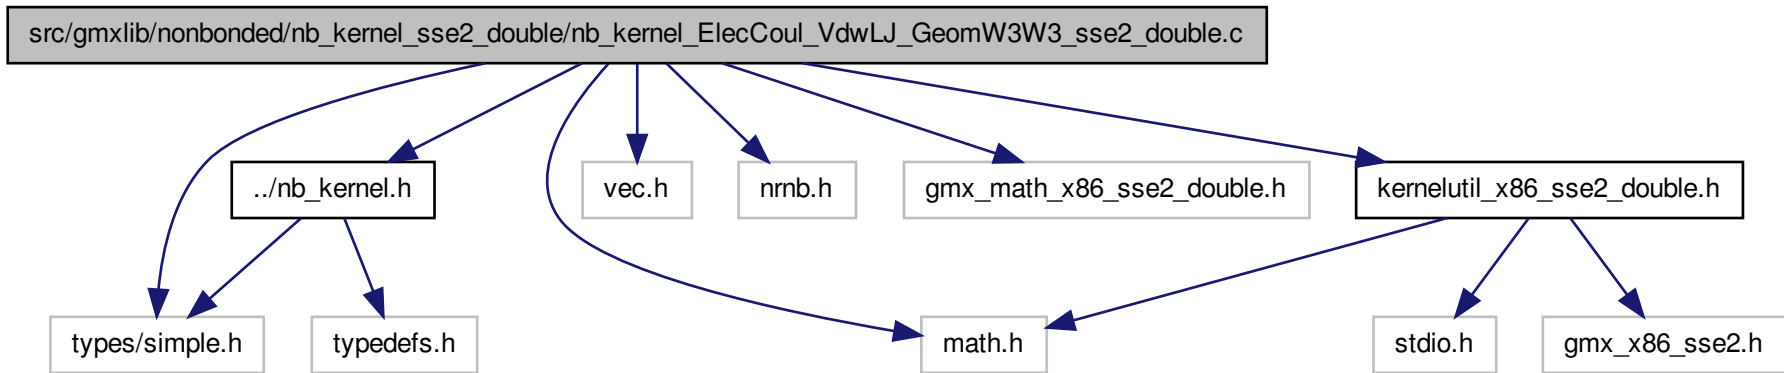 src/gmxlib/nonbonded/nb_kernel_sse2_double/nb_kernel_ElecCoul_VdwLJ_GeomW3W3_sse2_double.c
../nb_kernel.h
vec.h
nrnb.h
gmx_math_x86_sse2_double.h
kernelutil_x86_sse2_double.h
types/simple.h
typedefs.h
math.h
stdio.h
gmx_x86_sse2.h